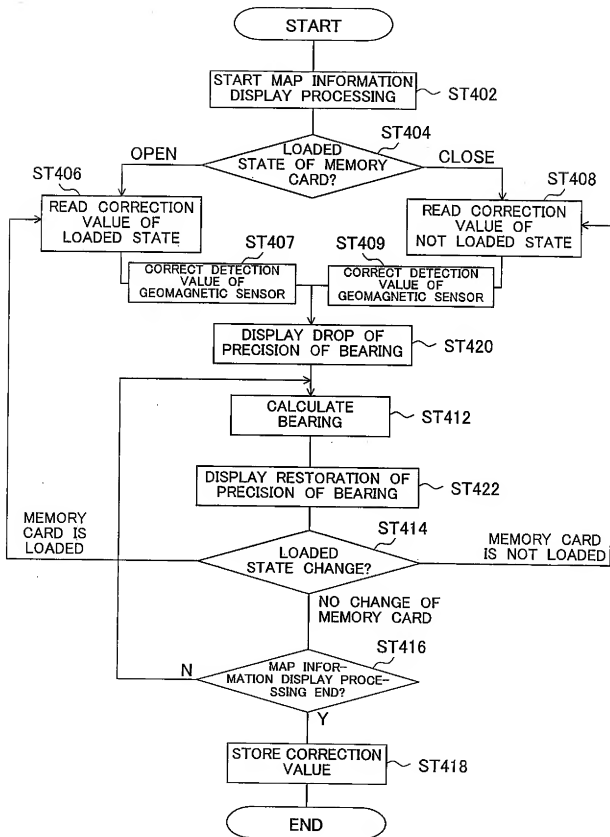 START
START MAP INFORMATION
DISPLAY PROCESSING
ST402
ST404
LOADED
STATE OF MEMORY
CARD?
OPEN
CLOSE
ST406
ST408
READ CORRECTION
VALUE OF
LOADED STATE
READ CORRECTION
VALUE OF
NOT LOADED STATE
ST407
ST409
CORRECT DETECTION
VALUE OF
GEOMAGNETIC SENSOR
CORRECT DETECTION
VALUE OF
GEOMAGNETIC SENSOR
DISPLAY DROP OF
PRECISION OF BEARING
ST420
CALCULATE
BEARING
ST412
DISPLAY RESTORATION OF
PRECISION OF BEARING
ST422
MEMORY
CARD IS
LOADED
ST414
LOADED
STATE CHANGE?
MEMORY CARD
IS NOT LOADED
NO CHANGE OF
MEMORY CARD
ST416
N
MAP INFOR-
MATION DISPLAY PROCE-
SSING END?
Y
STORE CORRECTION
VALUE
ST418
END